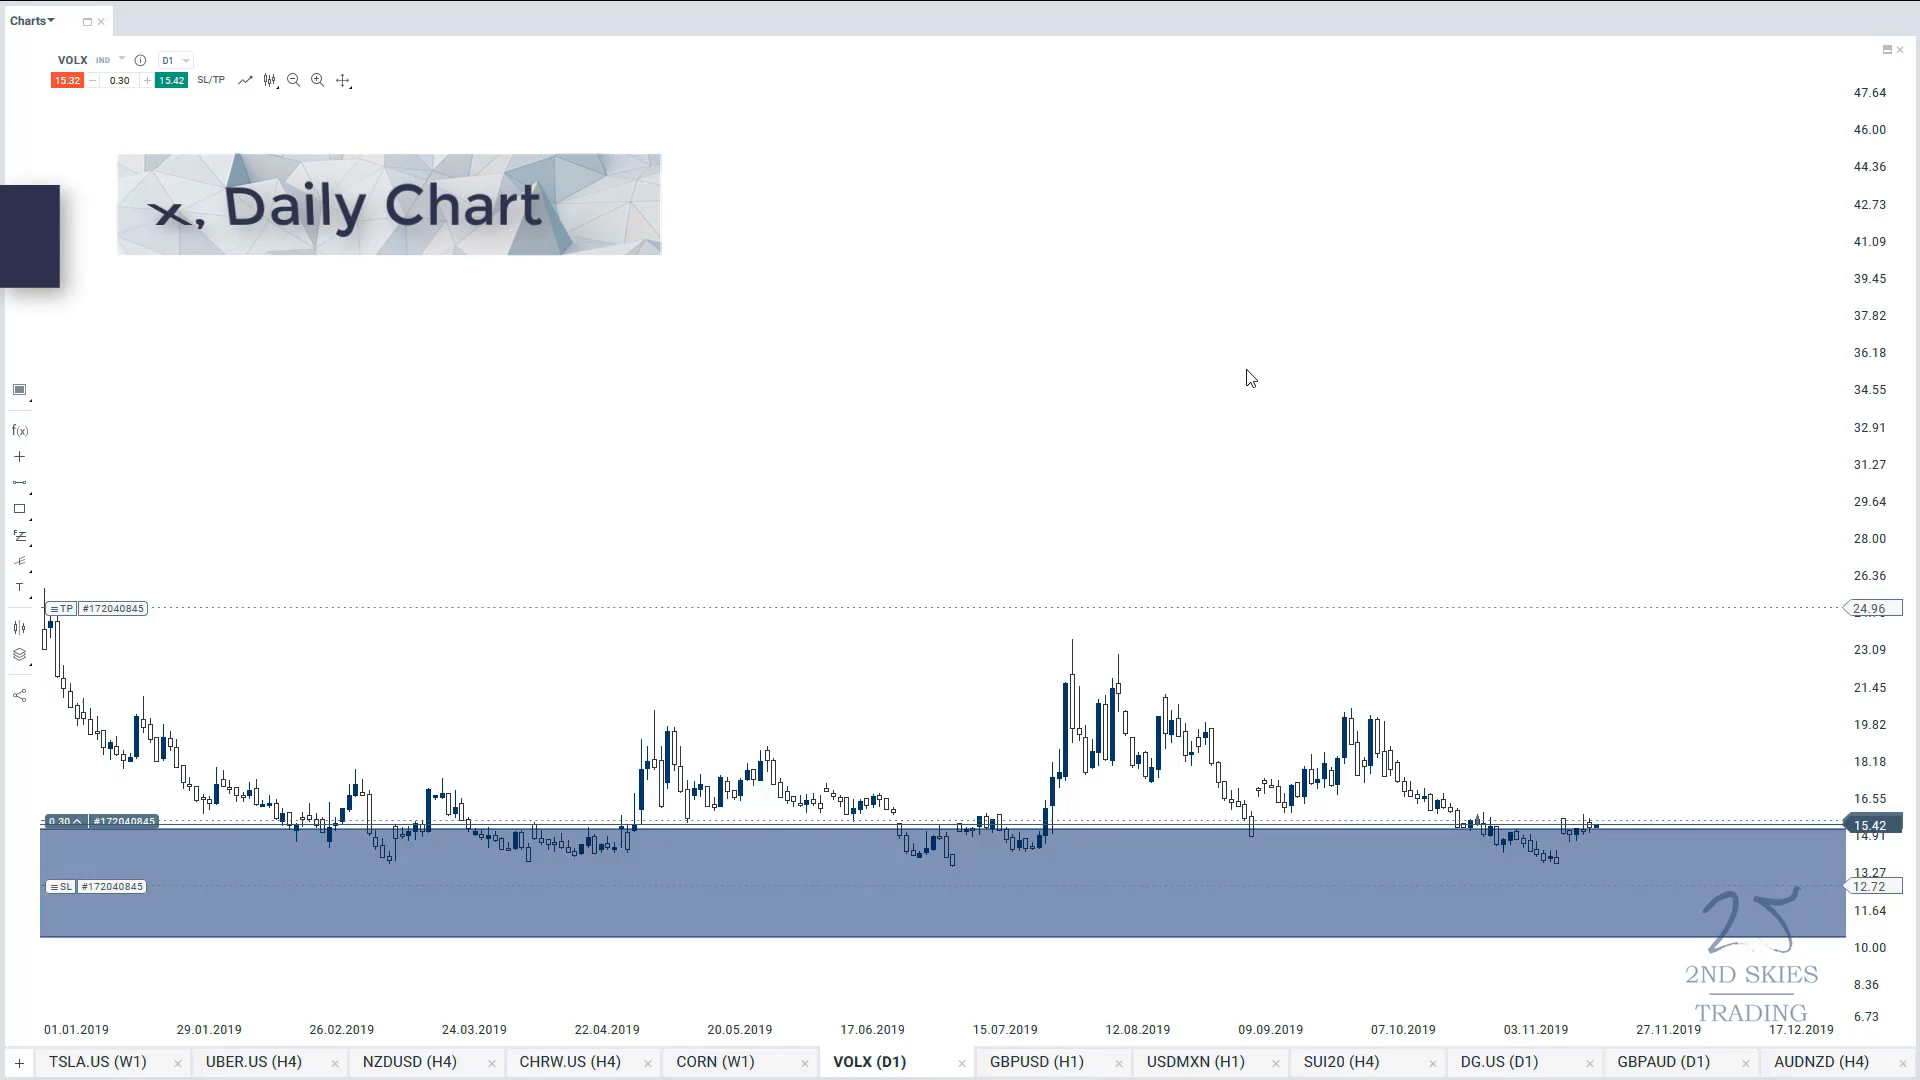 Charts
VOLX IND D1
15.32 0.30 15.42 SL/TP
x, Daily Chart
47.64
46.00
44.36
42.73
41.09
39.45
37.82
36.18
34.55
32.91
31.27
29.64
28.00
26.36
24.96
23.09
21.45
19.82
18.18
16.55
15.42
14.91
13.27
12.72
11.64
10.00
8.36
6.73
f(x)
T
TP #172040845
0.30 #172040845
SL #172040845
2ND SKIES
TRADING
01.01.2019 29.01.2019 26.02.2019 24.03.2019 22.04.2019 20.05.2019 17.06.2019 15.07.2019 12.08.2019 09.09.2019 07.10.2019 03.11.2019 27.11.2019 17.12.2019
+ TSLA.US (W1) UBER.US (H4) NZDUSD (H4) CHRW.US (H4) CORN (W1) VOLX (D1) GBPUSD (H1) USDMXN (H1) SUI20 (H4) DG.US (D1) GBPAUD (D1) AUDNZD (H4)